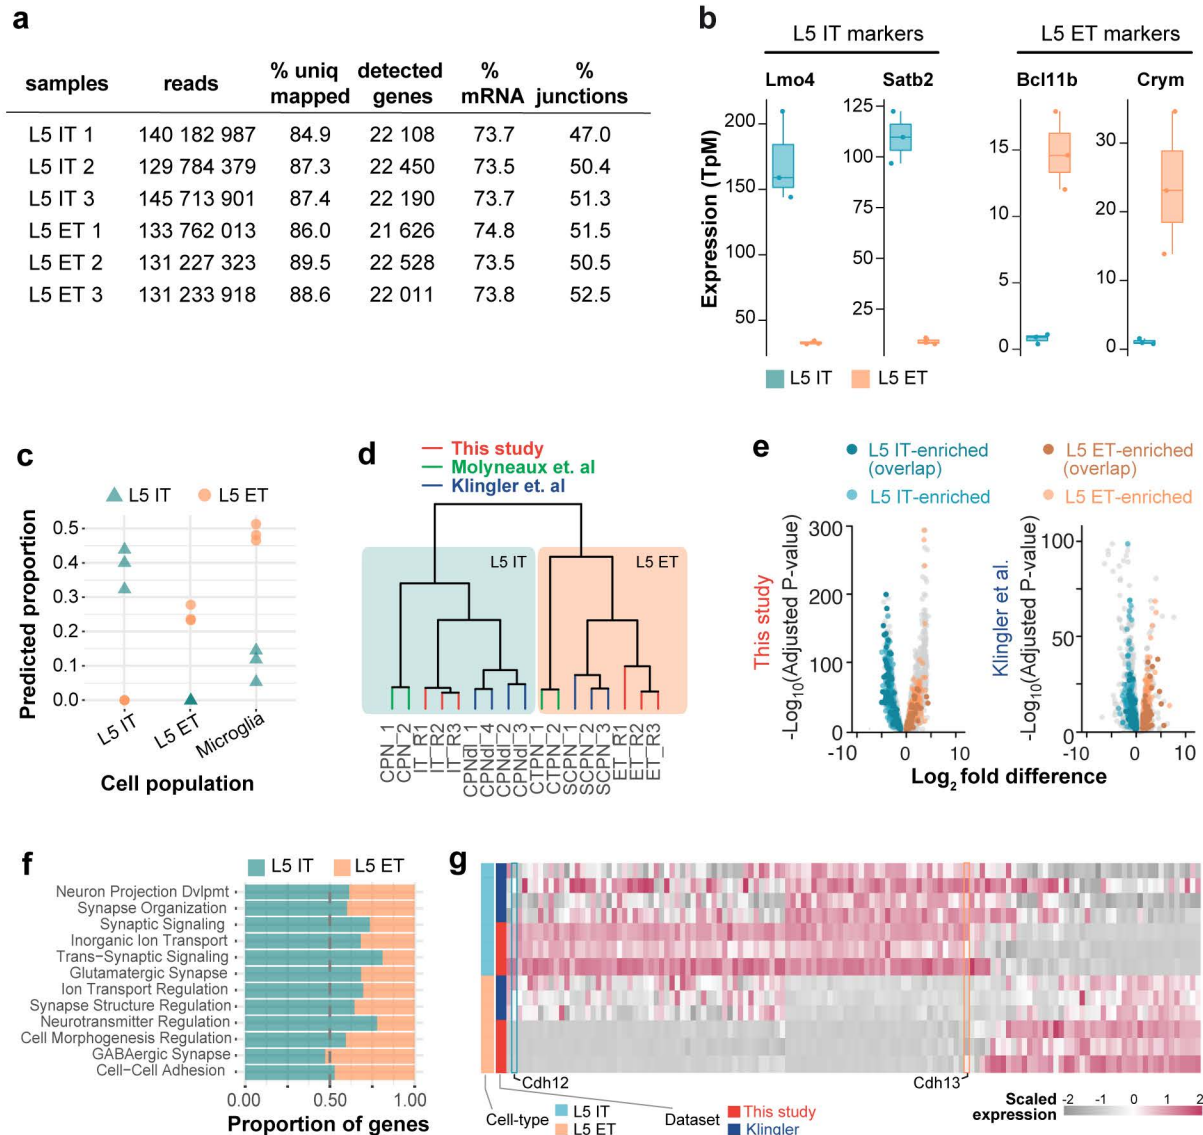 a
samples reads % uniq mapped detected genes % mRNA % junctions
L5 IT 1 140 182 987 84.9 22 108 73.7 47.0
L5 IT 2 129 784 379 87.3 22 450 73.5 50.4
L5 IT 3 145 713 901 87.4 22 190 73.7 51.3
L5 ET 1 133 762 013 86.0 21 626 74.8 51.5
L5 ET 2 131 227 323 89.5 22 528 73.5 50.5
L5 ET 3 131 233 918 88.6 22 011 73.8 52.5
b
L5 IT markers L5 ET markers
Lmo4 Satb2 Bcl11b Crym
Expression (TpM)
200
150
100
50
125
100
75
50
25
15
10
5
0
30
20
10
0
L5 IT L5 ET
c
L5 IT L5 ET
Predicted proportion
0.5
0.4
0.3
0.2
0.1
0.0
L5 IT L5 ET Microglia
Cell population
d
This study
Molyneaux et. al
Klingler et. al
L5 IT L5 ET
CPN_1
CPN_2
IT_R1
IT_R2
IT_R3
CPNdl_1
CPNdl_4
CPNdl_2
CPNdl_3
CTPN_1
CTPN_2
SCPN_1
SCPN_2
SCPN_3
ET_R1
ET_R2
ET_R3
e
L5 IT-enriched
(overlap)
L5 IT-enriched
L5 ET-enriched
(overlap)
L5 ET-enriched
This study
-Log10(Adjusted P-value)
300
200
100
0
-10 0 10
Klingler et al.
-Log10(Adjusted P-value)
100
50
0
-10 0 10
Log2 fold difference
f
L5 IT L5 ET
Neuron Projection Dvlpmt
Synapse Organization
Synaptic Signaling
Inorganic Ion Transport
Trans-Synaptic Signaling
Glutamatergic Synapse
Ion Transport Regulation
Synapse Structure Regulation
Neurotransmitter Regulation
Cell Morphogenesis Regulation
GABAergic Synapse
Cell-Cell Adhesion
0.00 0.50 1.00
Proportion of genes
g
Cdh12 Cdh13
Cell-type
L5 IT
L5 ET
Dataset
This study
Klingler
Scaled
expression
-2 -1 0 1 2